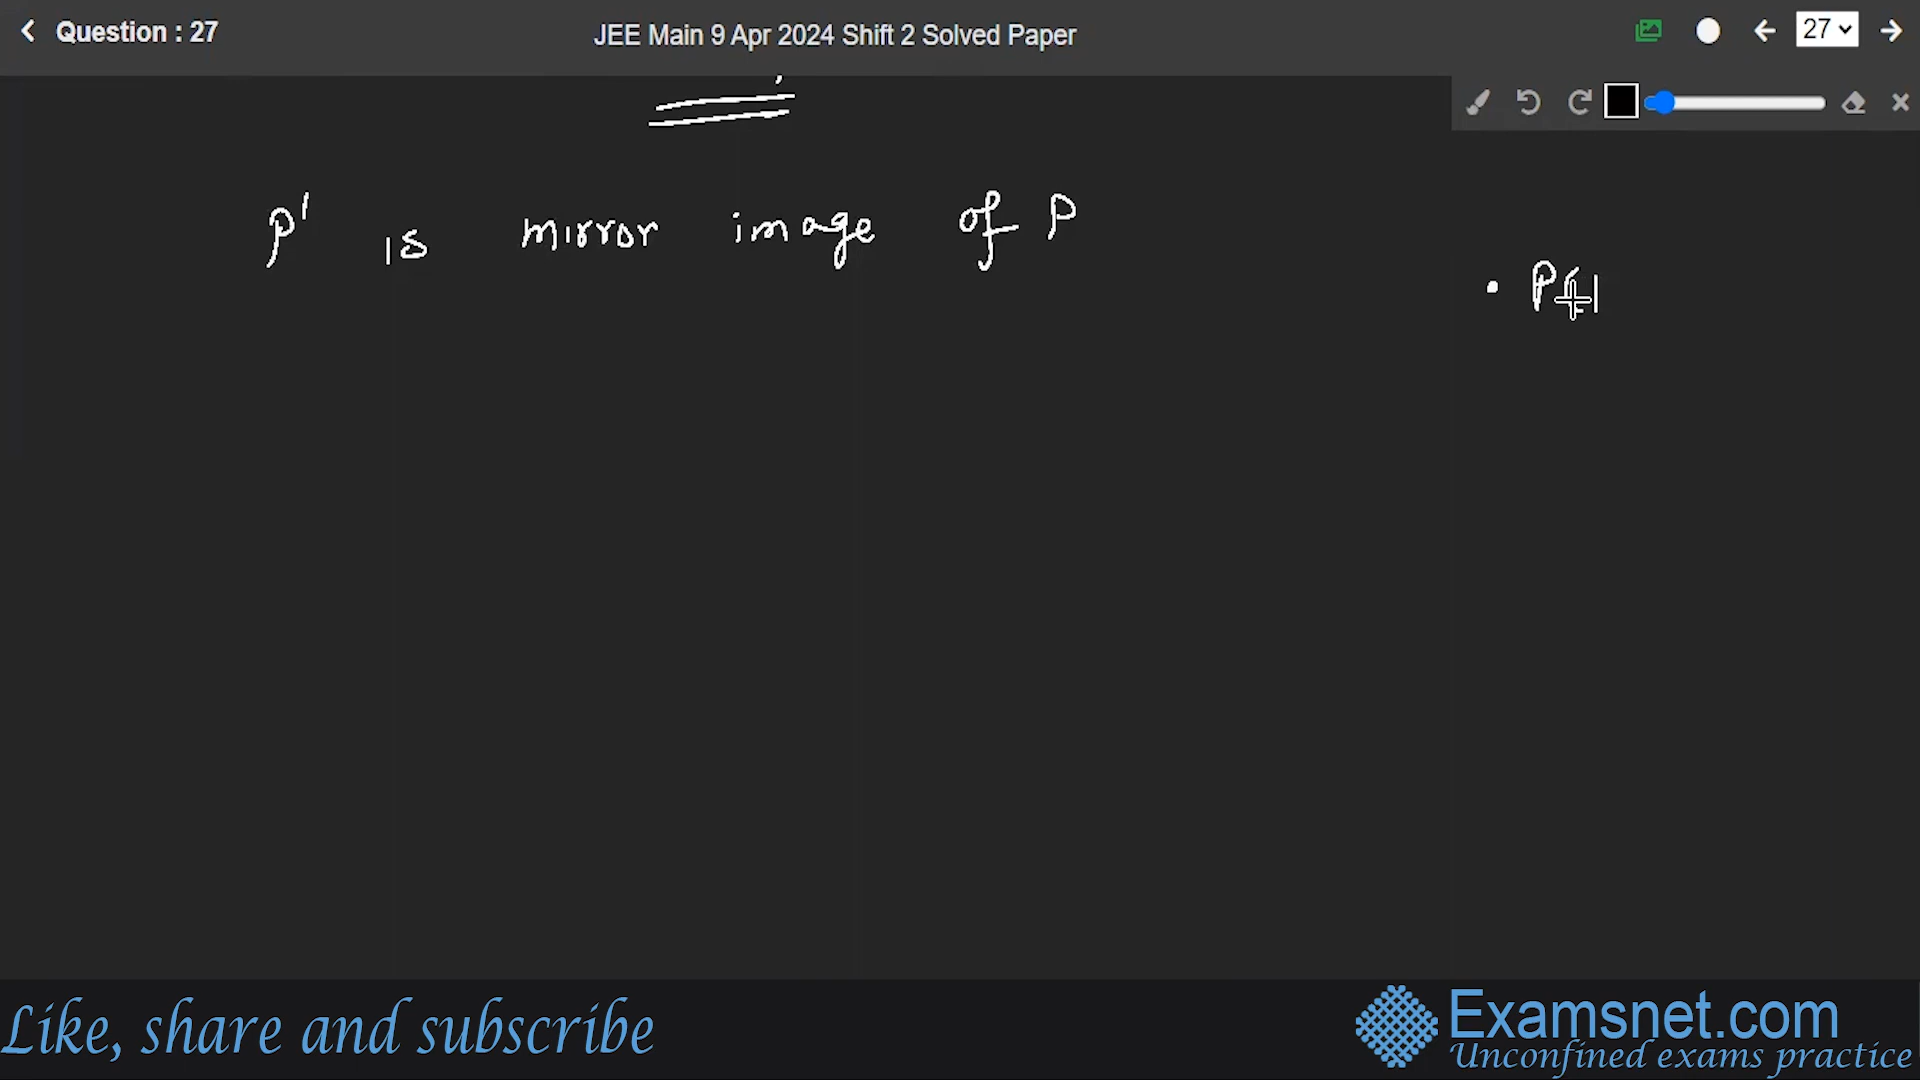 Question : 27
JEE Main 9 Apr 2024 Shift 2 Solved Paper
27
p' is mirror image of P
P(1
Like, share and subscribe
Examsnet.com
Unconfined exams practice